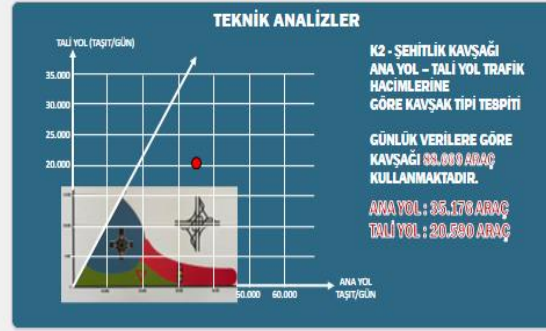 TEKNİK ANALİZLER
TALİ YOL (TAŞIT/GÜN)
35.000
30.000
25.000
20.000
50.000 60.000
ANA YOL
TAŞIT/GÜN
K2 - ŞEHİTLİK KAVŞAĞI
ANA YOL – TALİ YOL TRAFİK
HACİMLERİNE
GÖRE KAVŞAK TİPİ TESPİTİ
GÜNLÜK VERİLERE GÖRE
KAVŞAĞI ARAÇ
KULLANMAKTADIR.
ANA YOL : 35.176 ARAÇ
TALİ YOL : 20.590 ARAÇ